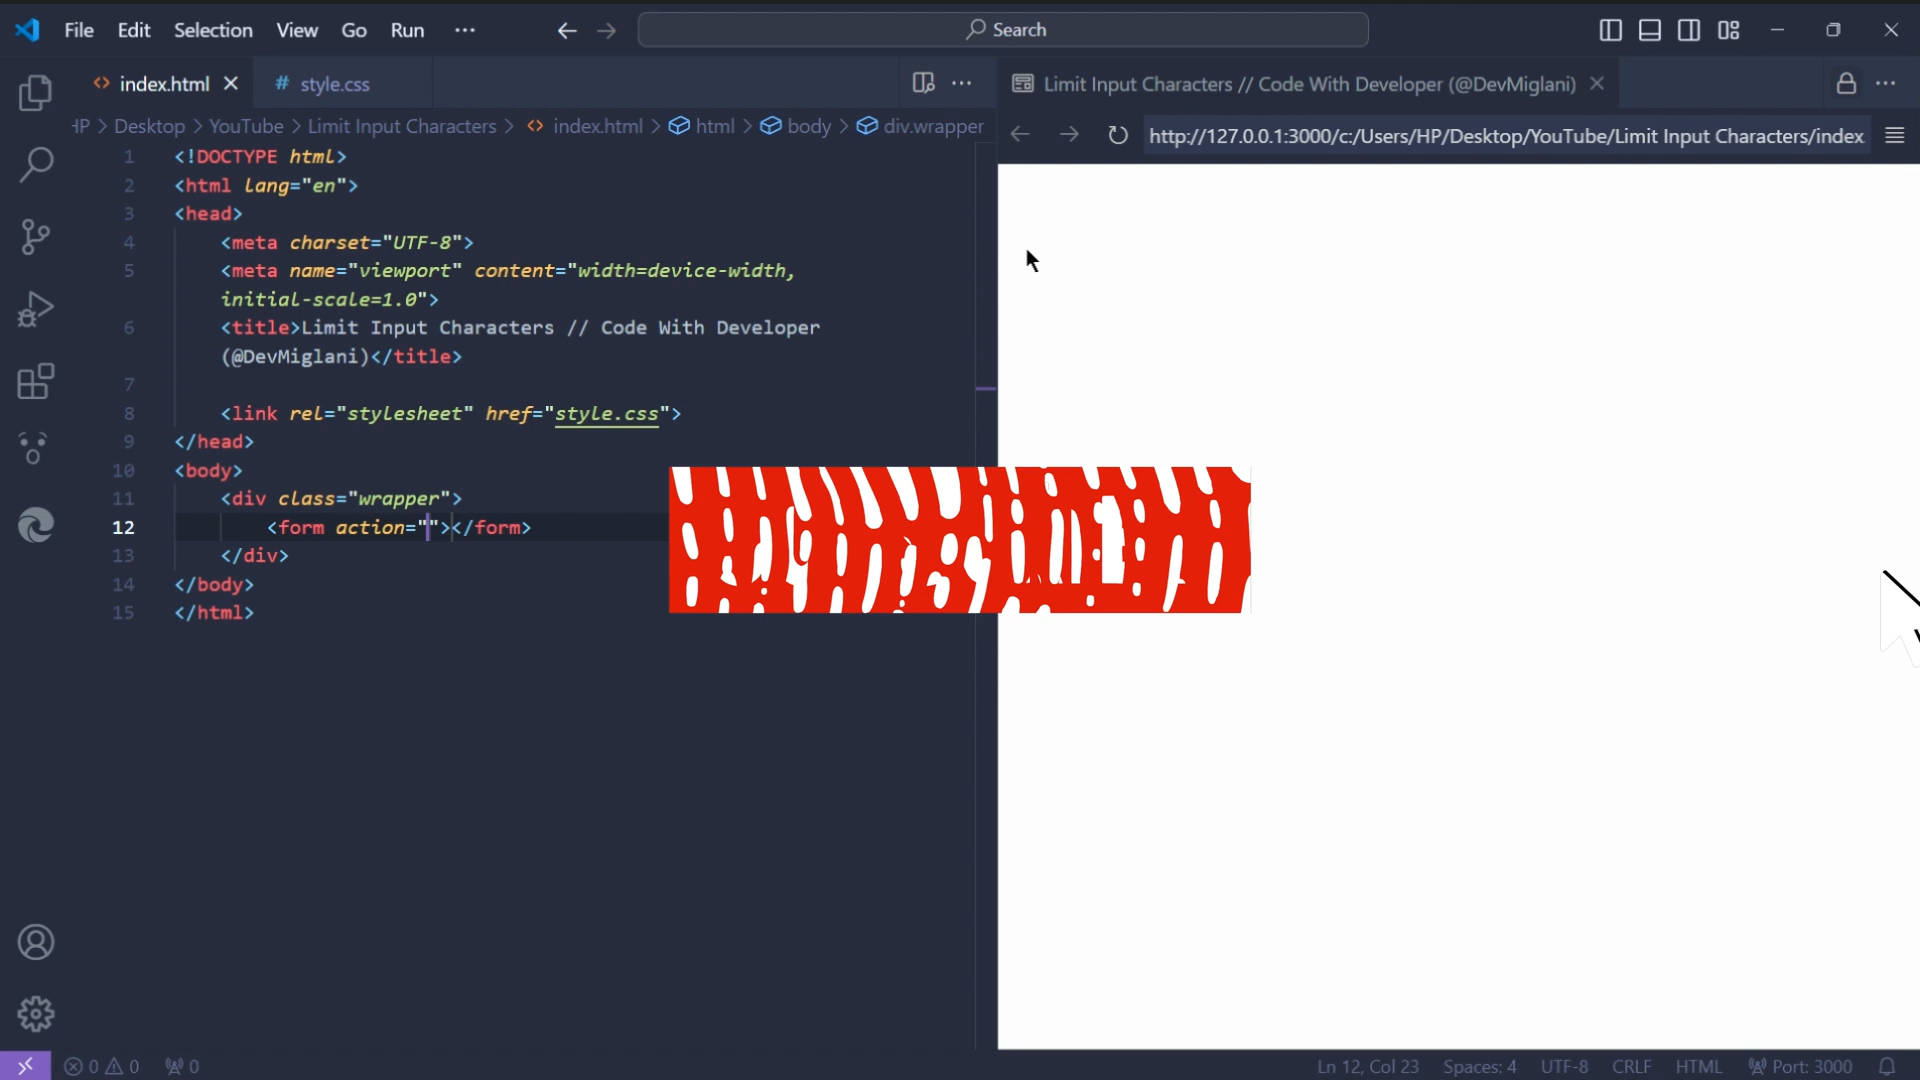 File Edit Selection View Go Run ··· Search
index.html # style.css Limit Input Characters // Code With Developer (@DevMiglani)
HP > Desktop > YouTube > Limit Input Characters > index.html > html > body > div.wrapper
http://127.0.0.1:3000/c:/Users/HP/Desktop/YouTube/Limit Input Characters/index
1 <!DOCTYPE html>
2 <html lang="en">
3 <head>
4 <meta charset="UTF-8">
5 <meta name="viewport" content="width=device-width,
initial-scale=1.0">
6 <title>Limit Input Characters // Code With Developer
(@DevMiglani)</title>
7
8 <link rel="stylesheet" href="style.css">
9 </head>
10 <body>
11 <div class="wrapper">
12 <form action=""></form>
13 </div>
14 </body>
15 </html>
0 0 0 Ln 12, Col 23 Spaces: 4 UTF-8 CRLF HTML Port: 3000